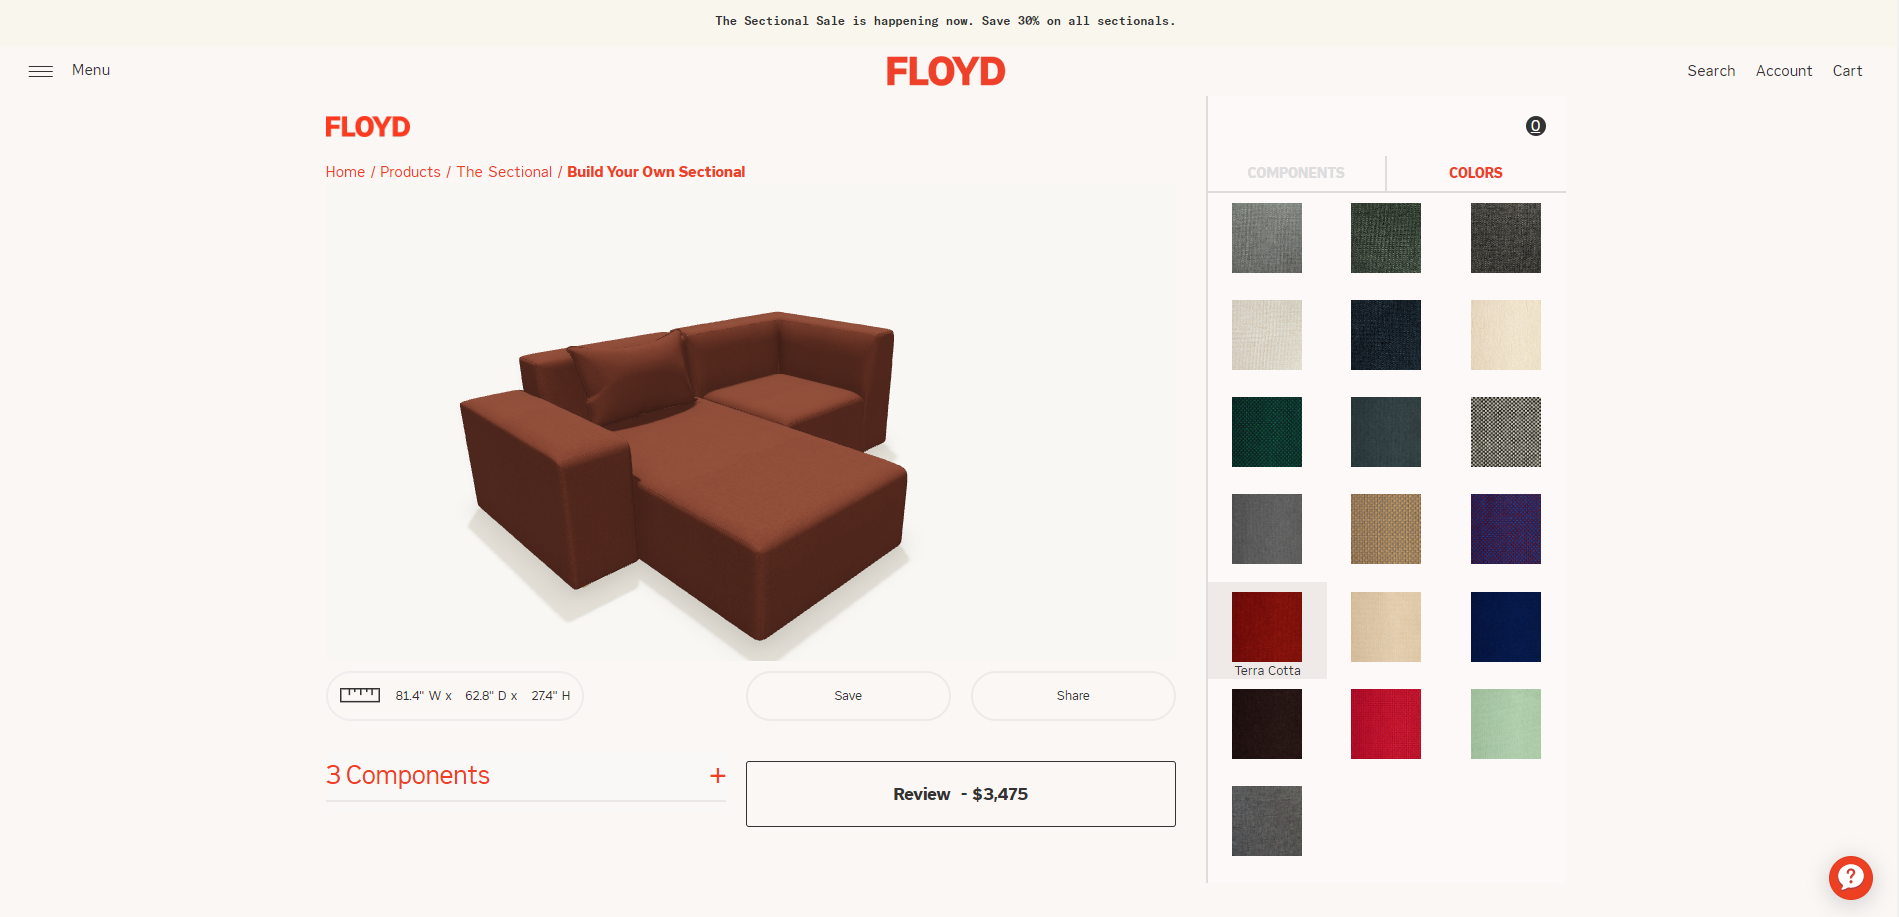 The Sectional Sale is happening now. Save 30% on all sectionals.
Menu
FLOYD
Search Account Cart
FLOYD
0
Home / Products / The Sectional / Build Your Own Sectional
COMPONENTS COLORS
Terra Cotta
81.4" W x 62.8" D x 27.4" H
Save
Share
3 Components +
Review - $3,475
?